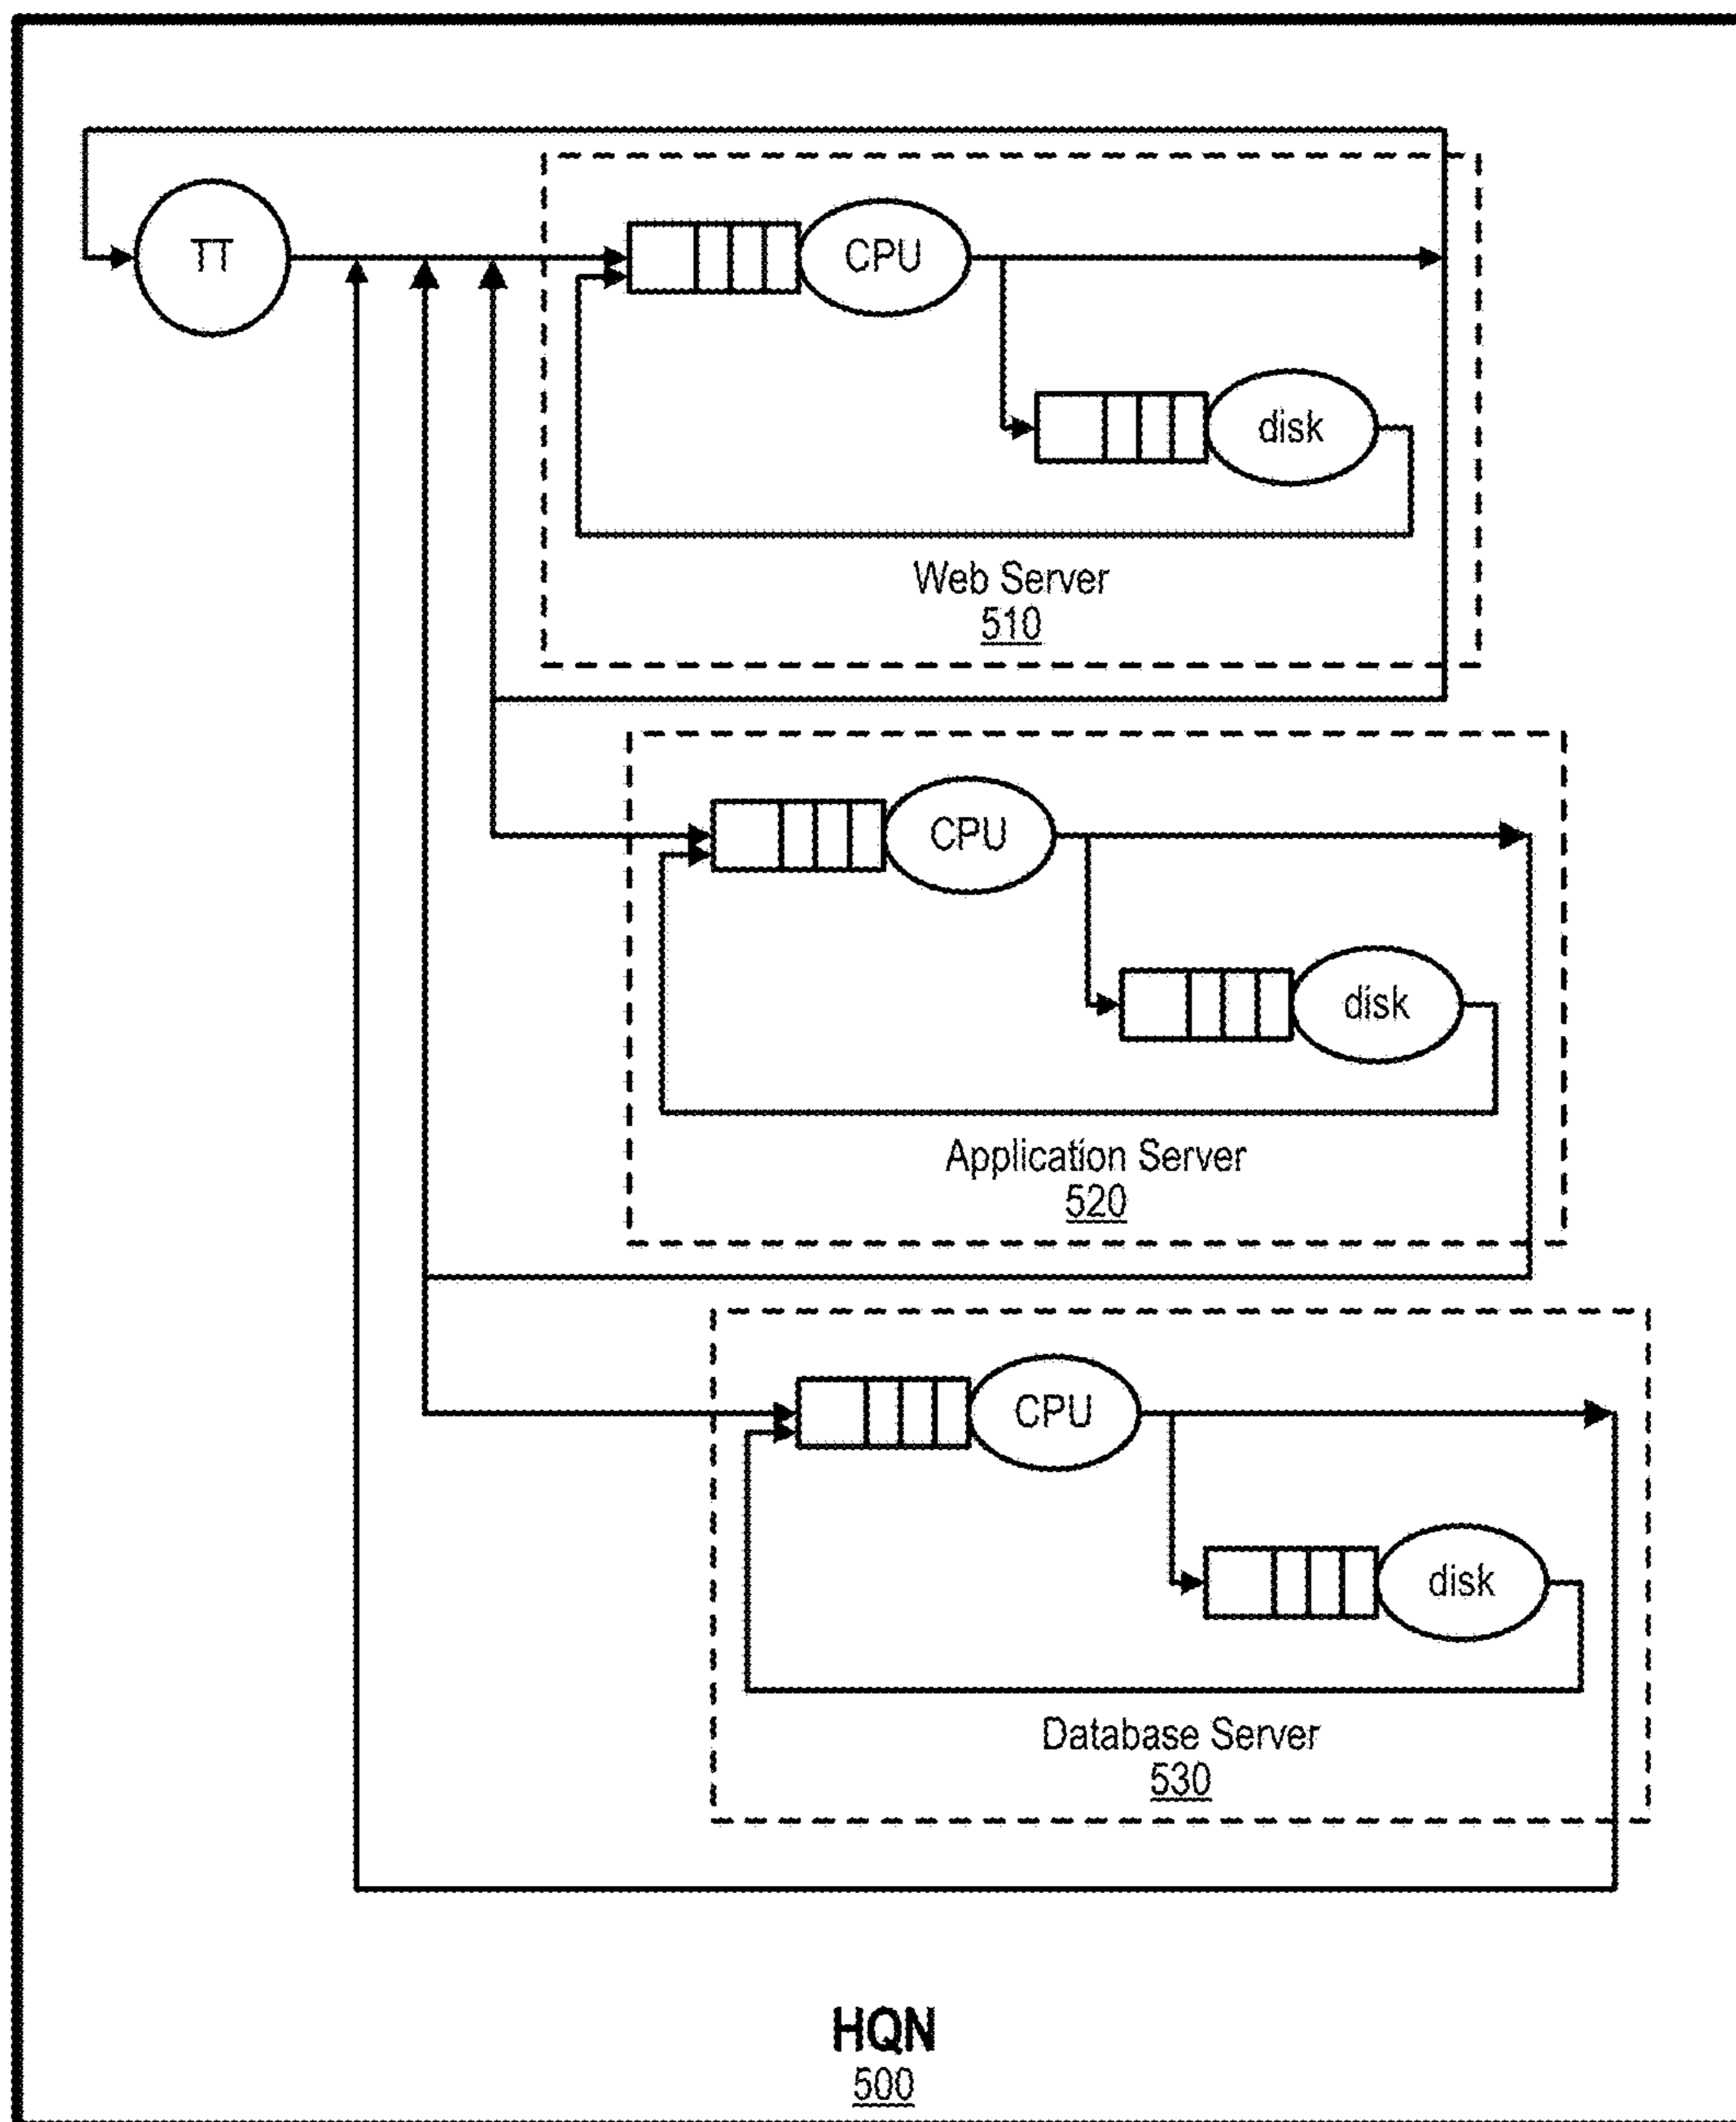 TT
CPU
disk
Web Server
510
CPU
disk
Application Server
520
CPU
disk
Database Server
530
HQN
500